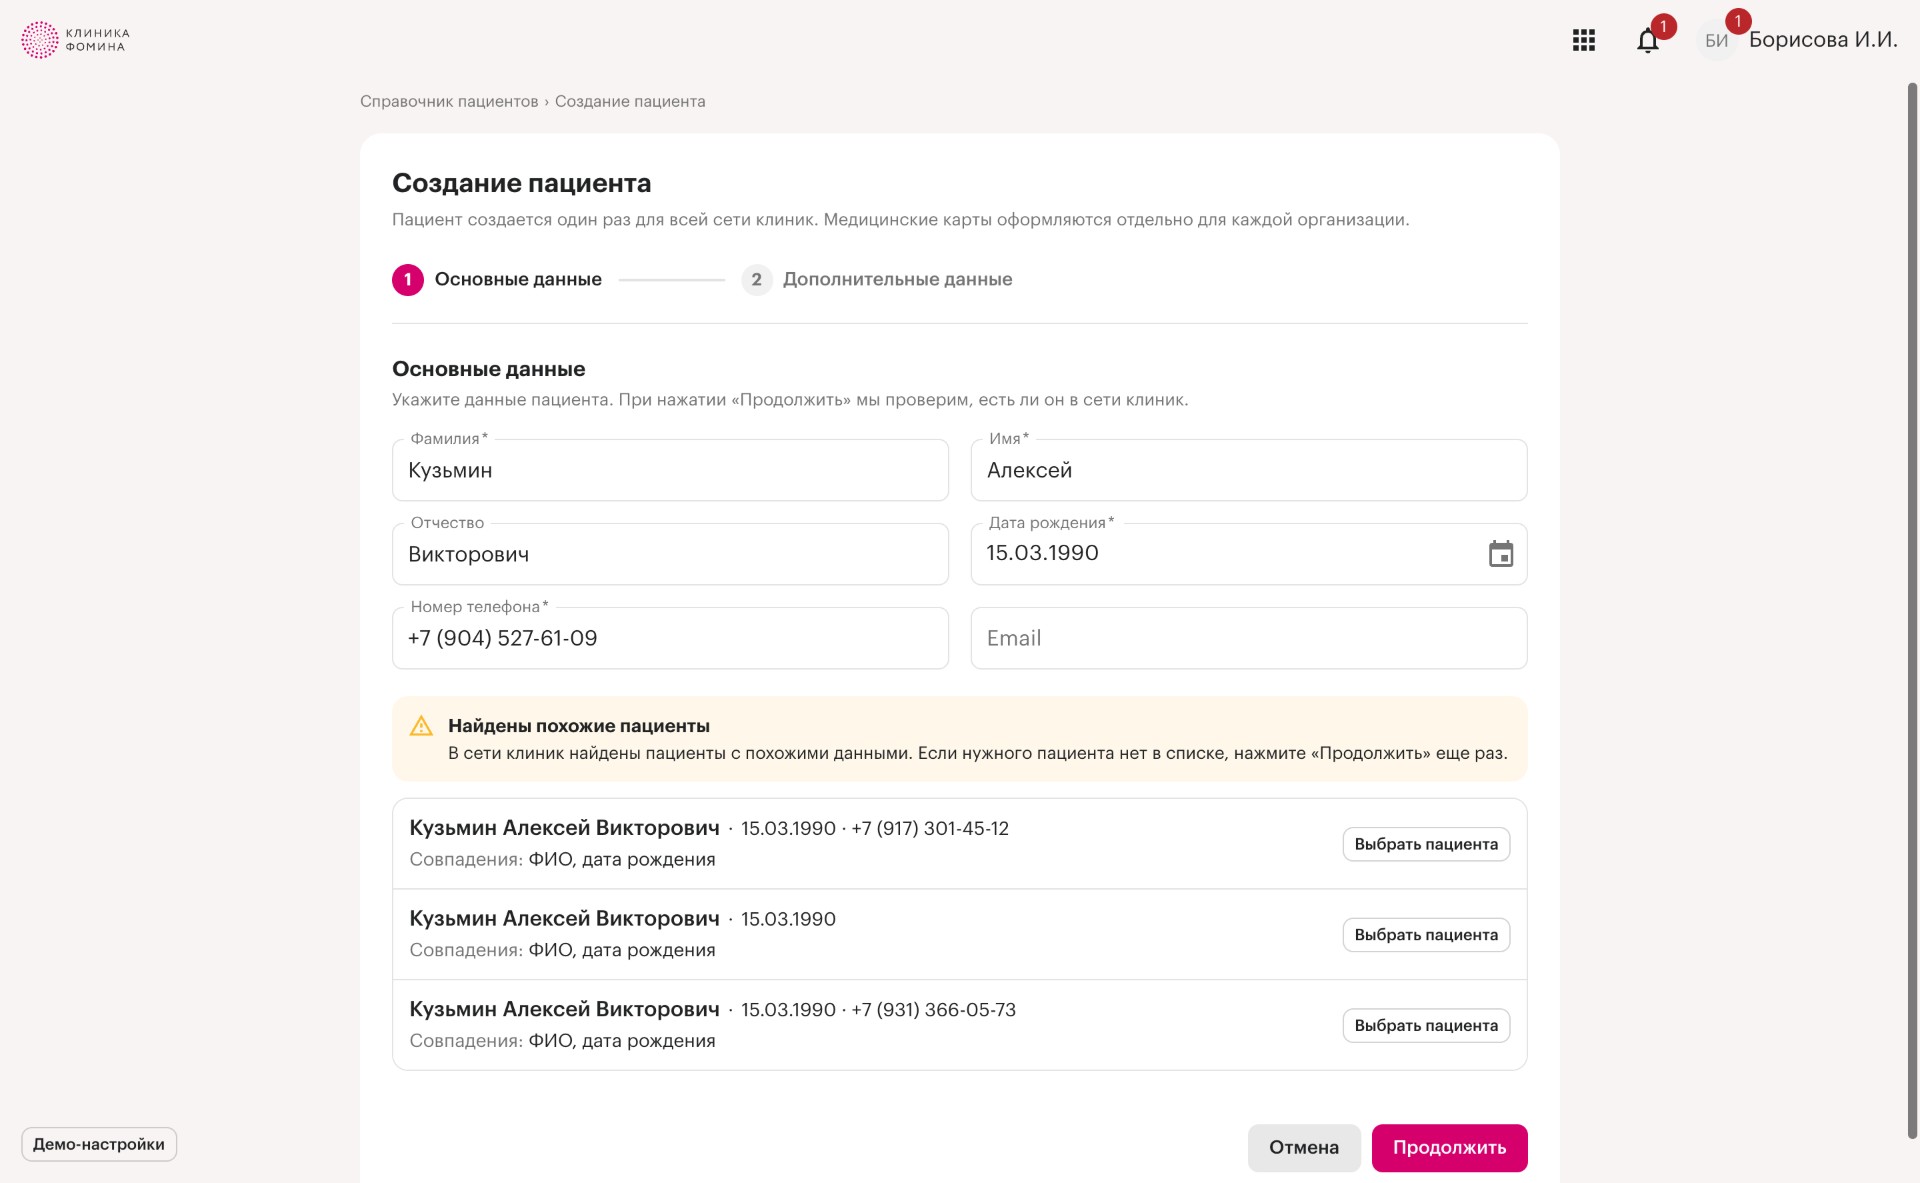 КЛИНИКА
ФОМИНА
1
БИ
1
Борисова И.И.
Справочник пациентов › Создание пациента
Создание пациента
Пациент создается один раз для всей сети клиник. Медицинские карты оформляются отдельно для каждой организации.
1 Основные данные 2 Дополнительные данные
Основные данные
Укажите данные пациента. При нажатии «Продолжить» мы проверим, есть ли он в сети клиник.
Фамилия* Имя*
Кузьмин Алексей
Отчество Дата рождения*
Викторович 15.03.1990
Номер телефона*
+7 (904) 527-61-09 Email
Найдены похожие пациенты
В сети клиник найдены пациенты с похожими данными. Если нужного пациента нет в списке, нажмите «Продолжить» еще раз.
Кузьмин Алексей Викторович · 15.03.1990 · +7 (917) 301-45-12
Совпадения: ФИО, дата рождения
Выбрать пациента
Кузьмин Алексей Викторович · 15.03.1990
Совпадения: ФИО, дата рождения
Выбрать пациента
Кузьмин Алексей Викторович · 15.03.1990 · +7 (931) 366-05-73
Совпадения: ФИО, дата рождения
Выбрать пациента
Демо-настройки
Отмена Продолжить